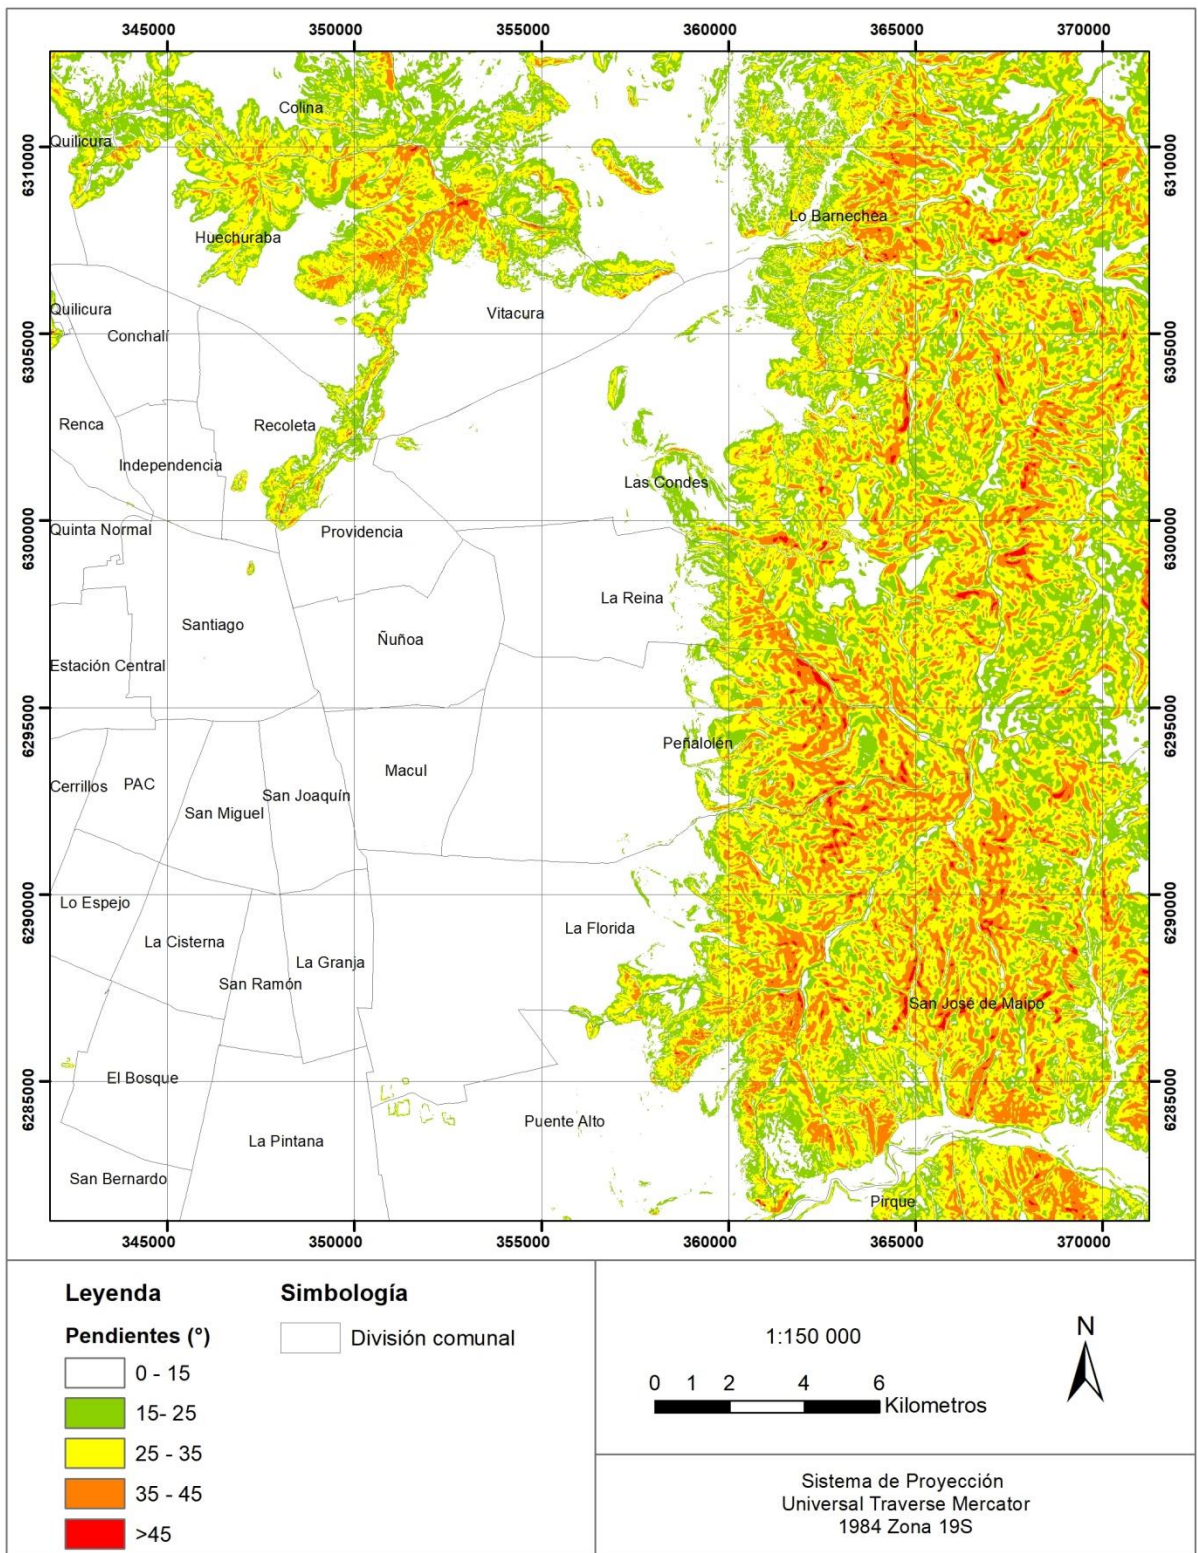 345000 350000 355000 360000 365000 370000
Colina
Quilicura
6310000 6310000
Lo Barnechea
Huechuraba
Quilicura
Vitacura
Conchalí
6305000 6305000
Renca
Recoleta
Independencia
Las Condes
6300000 6300000
Quinta Normal
Providencia
La Reina
Santiago
Ñuñoa
Estación Central
6295000 6295000
Peñalolén
Macul
Cerrillos PAC
San Joaquín
San Miguel
6290000 6290000
Lo Espejo
La Florida
La Cisterna
La Granja
San Ramón
San José de Maipo
6285000 6285000
El Bosque
Puente Alto
La Pintana
San Bernardo
Pirque
345000 350000 355000 360000 365000 370000
Leyenda
Pendientes (°)
0 - 15
15- 25
25 - 35
35 - 45
>45
Simbología
División comunal
1:150 000
0 1 2 4 6
Kilometros
N
Sistema de Proyección
Universal Traverse Mercator
1984 Zona 19S